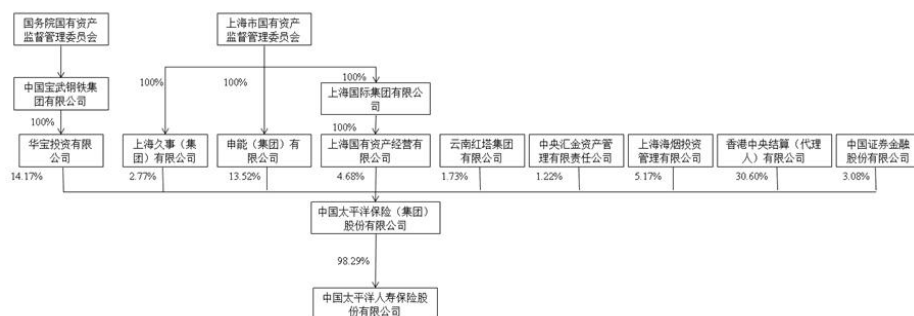 国务院国有资产
监督管理委员会
上海市国有资产
监督管理委员会
中国宝武钢铁集
团有限公司
100%
100%
100%
上海国际集团有限公
司
100%
100%
华宝投资有限
公司
上海久事（集
团）有限公司
申能（集团）有
限公司
上海国有资产经营有
限公司
云南红塔集团
有限公司
中央汇金资产管
理有限责任公司
上海海烟投资
管理有限公司
香港中央结算（代理
人）有限公司
中国证券金融
股份有限公司
14.17%
2.77%
13.52%
4.68%
1.73%
1.22%
5.17%
30.60%
3.08%
中国太平洋保险（集团）
股份有限公司
98.29%
中国太平洋人寿保险股
份有限公司